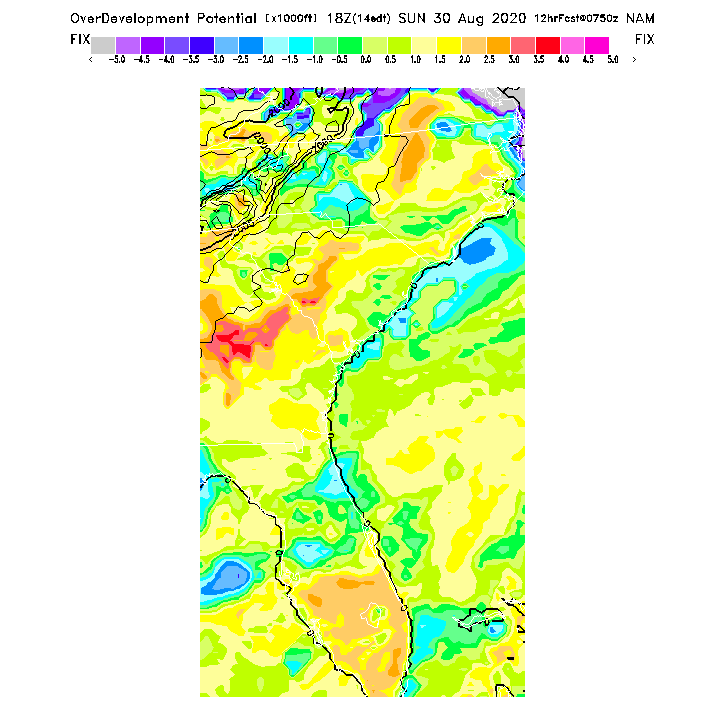 OverDevelopment Potential [x1000ft] 18Z(14edt) SUN 30 Aug 2020 12hrFcst@0750z NAM
FIX FIX
< -5.0 -4.5 -4.0 -3.5 -3.0 -2.5 -2.0 -1.5 -1.0 -0.5 0.0 0.5 1.0 1.5 2.0 2.5 3.0 3.5 4.0 4.5 5.0 >